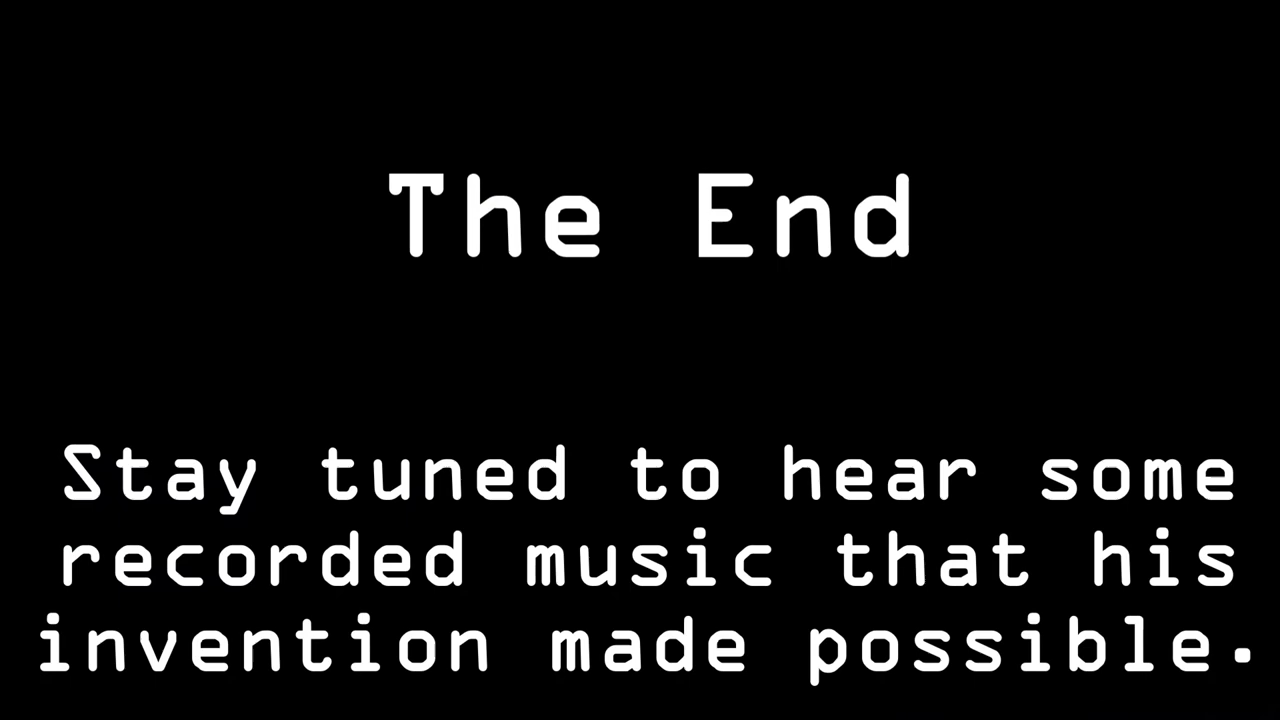 The End
Stay tuned to hear some
recorded music that his
invention made possible.